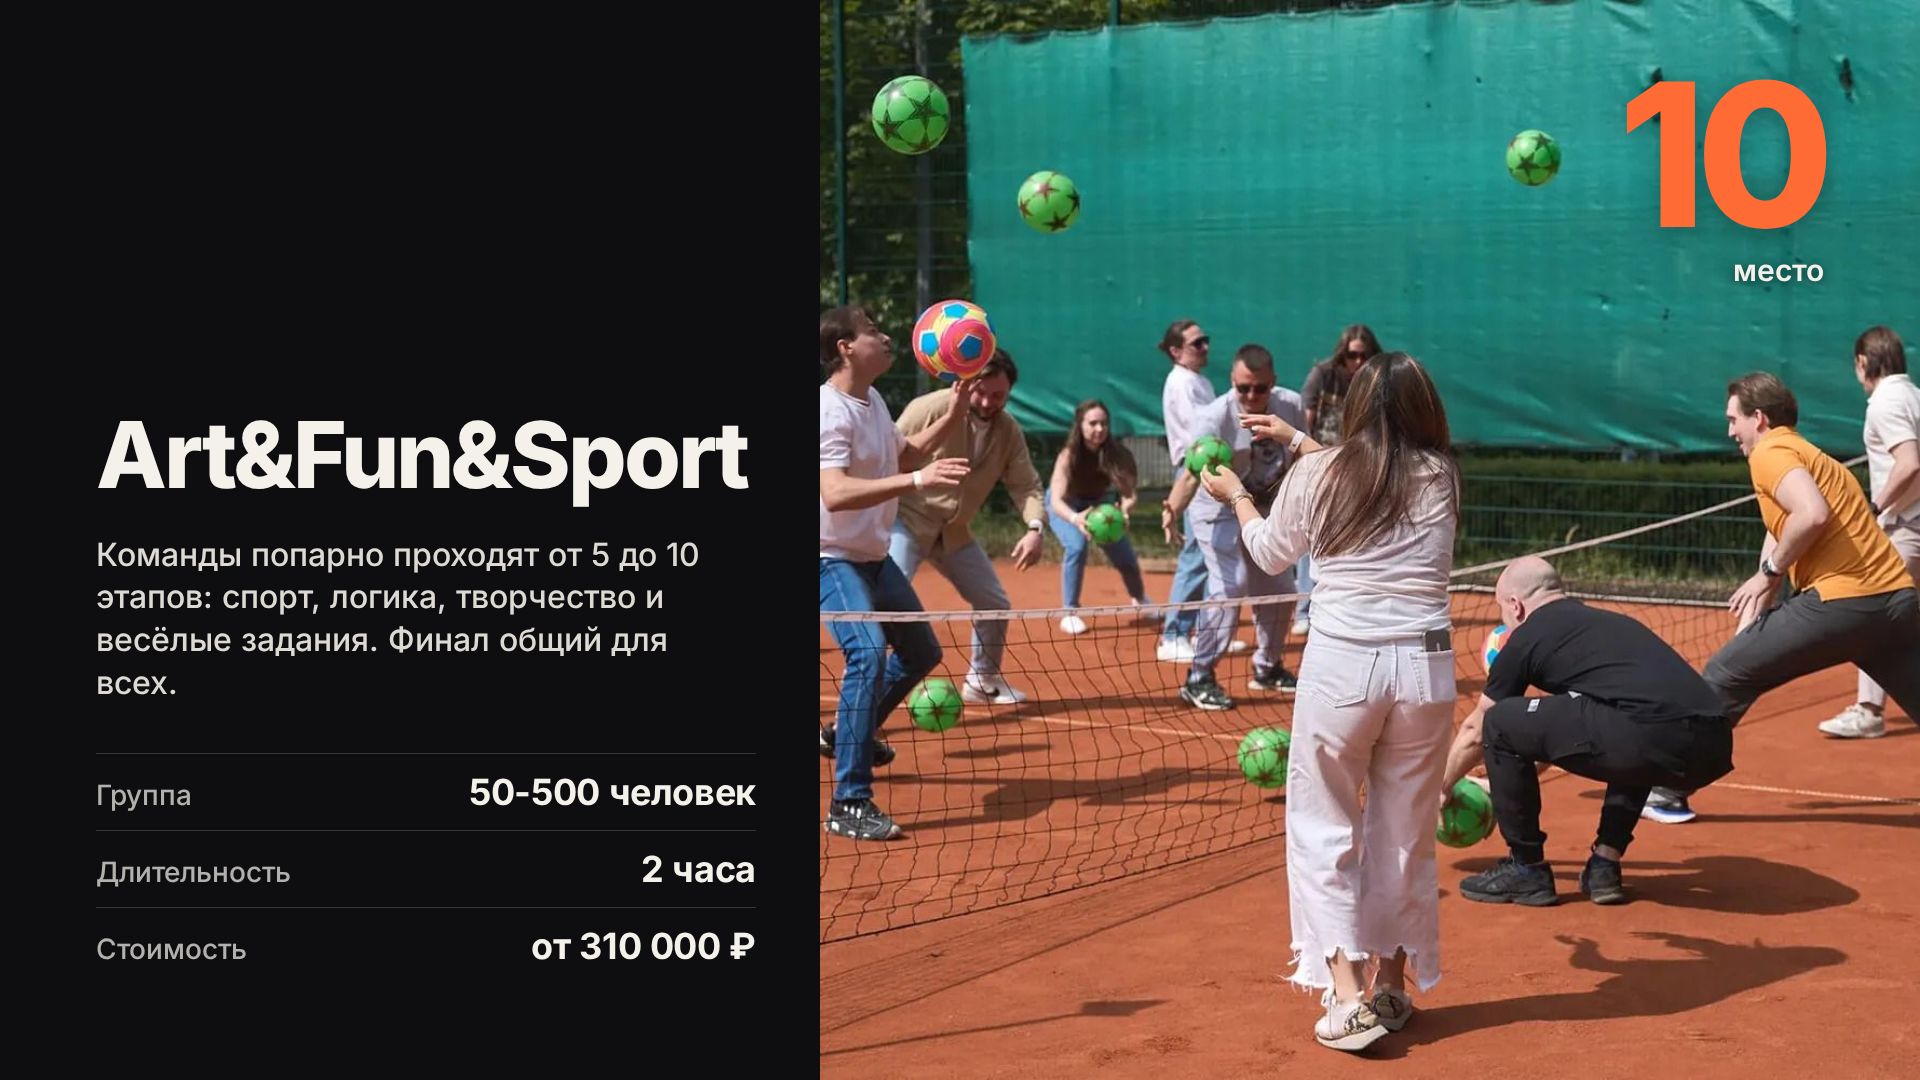 Art&Fun&Sport
Команды попарно проходят от 5 до 10
этапов: спорт, логика, творчество и
весёлые задания. Финал общий для
всех.
Группа 50-500 человек
Длительность 2 часа
Стоимость от 310 000 ₽
10
место